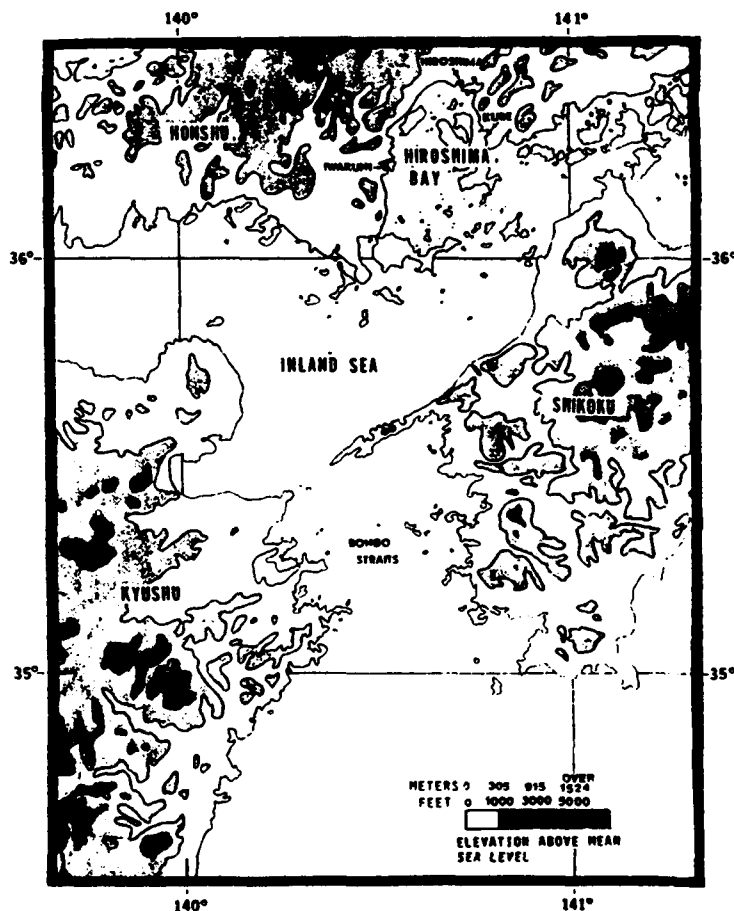 140°
141°
HIROSHIMA
KURE
HONSHU
IWAKUNI
HIROSHIMA
BAY
36°
36°
INLAND SEA
SHIKOKU
BONGO
STRAITS
KYUSHU
35°
35°
METERS 0 305 915 OVER 1524
FEET 0 1000 3000 5000
ELEVATION ABOVE MEAN
SEA LEVEL
140°
141°